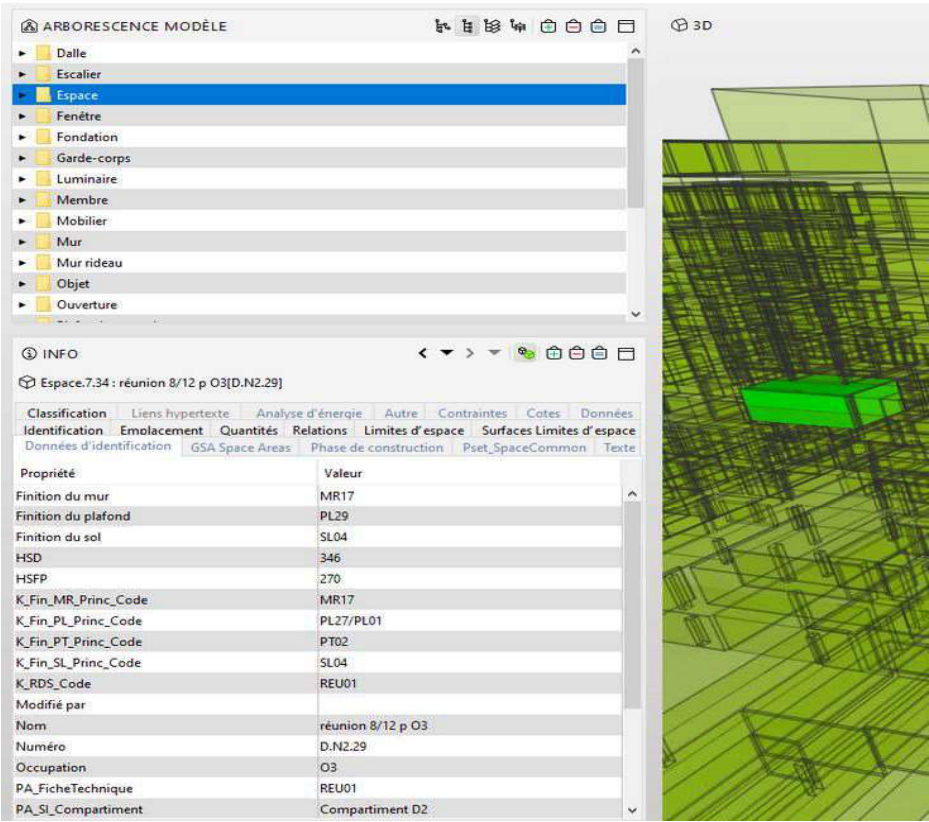 ARBORESCENCE MODÈLE
3D
Dalle
Escalier
Espace
Fenêtre
Fondation
Garde-corps
Luminaire
Membre
Mobilier
Mur
Mur rideau
Objet
Ouverture
INFO
Espace.7.34 : réunion 8/12 p O3[D.N2.29]
Classification Liens hypertexte Analyse d'énergie Autre Contraintes Cotes Données
Identification Emplacement Quantités Relations Limites d'espace Surfaces Limites d'espace
Données d'identification GSA Space Areas Phase de construction Pset_SpaceCommon Texte
Propriété Valeur
Finition du mur MR17
Finition du plafond PL29
Finition du sol SL04
HSD 346
HSFP 270
K_Fin_MR_Princ_Code MR17
K_Fin_PL_Princ_Code PL27/PL01
K_Fin_PT_Princ_Code PT02
K_Fin_SL_Princ_Code SL04
K_RDS_Code REU01
Modifié par
Nom réunion 8/12 p O3
Numéro D.N2.29
Occupation O3
PA_FicheTechnique REU01
PA_SI_Compartiment Compartiment D2